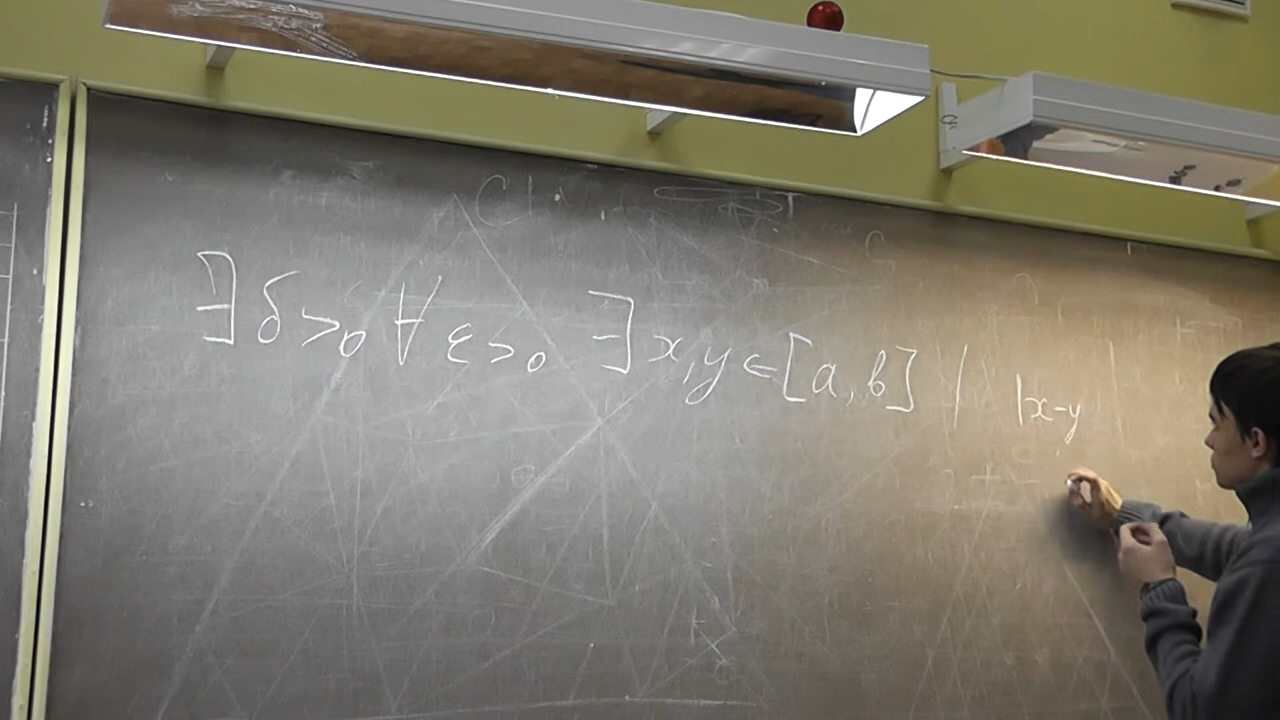 ∃ δ>0 ∀ ε>0 ∃ x,y ∈ [a,b] | |x-y